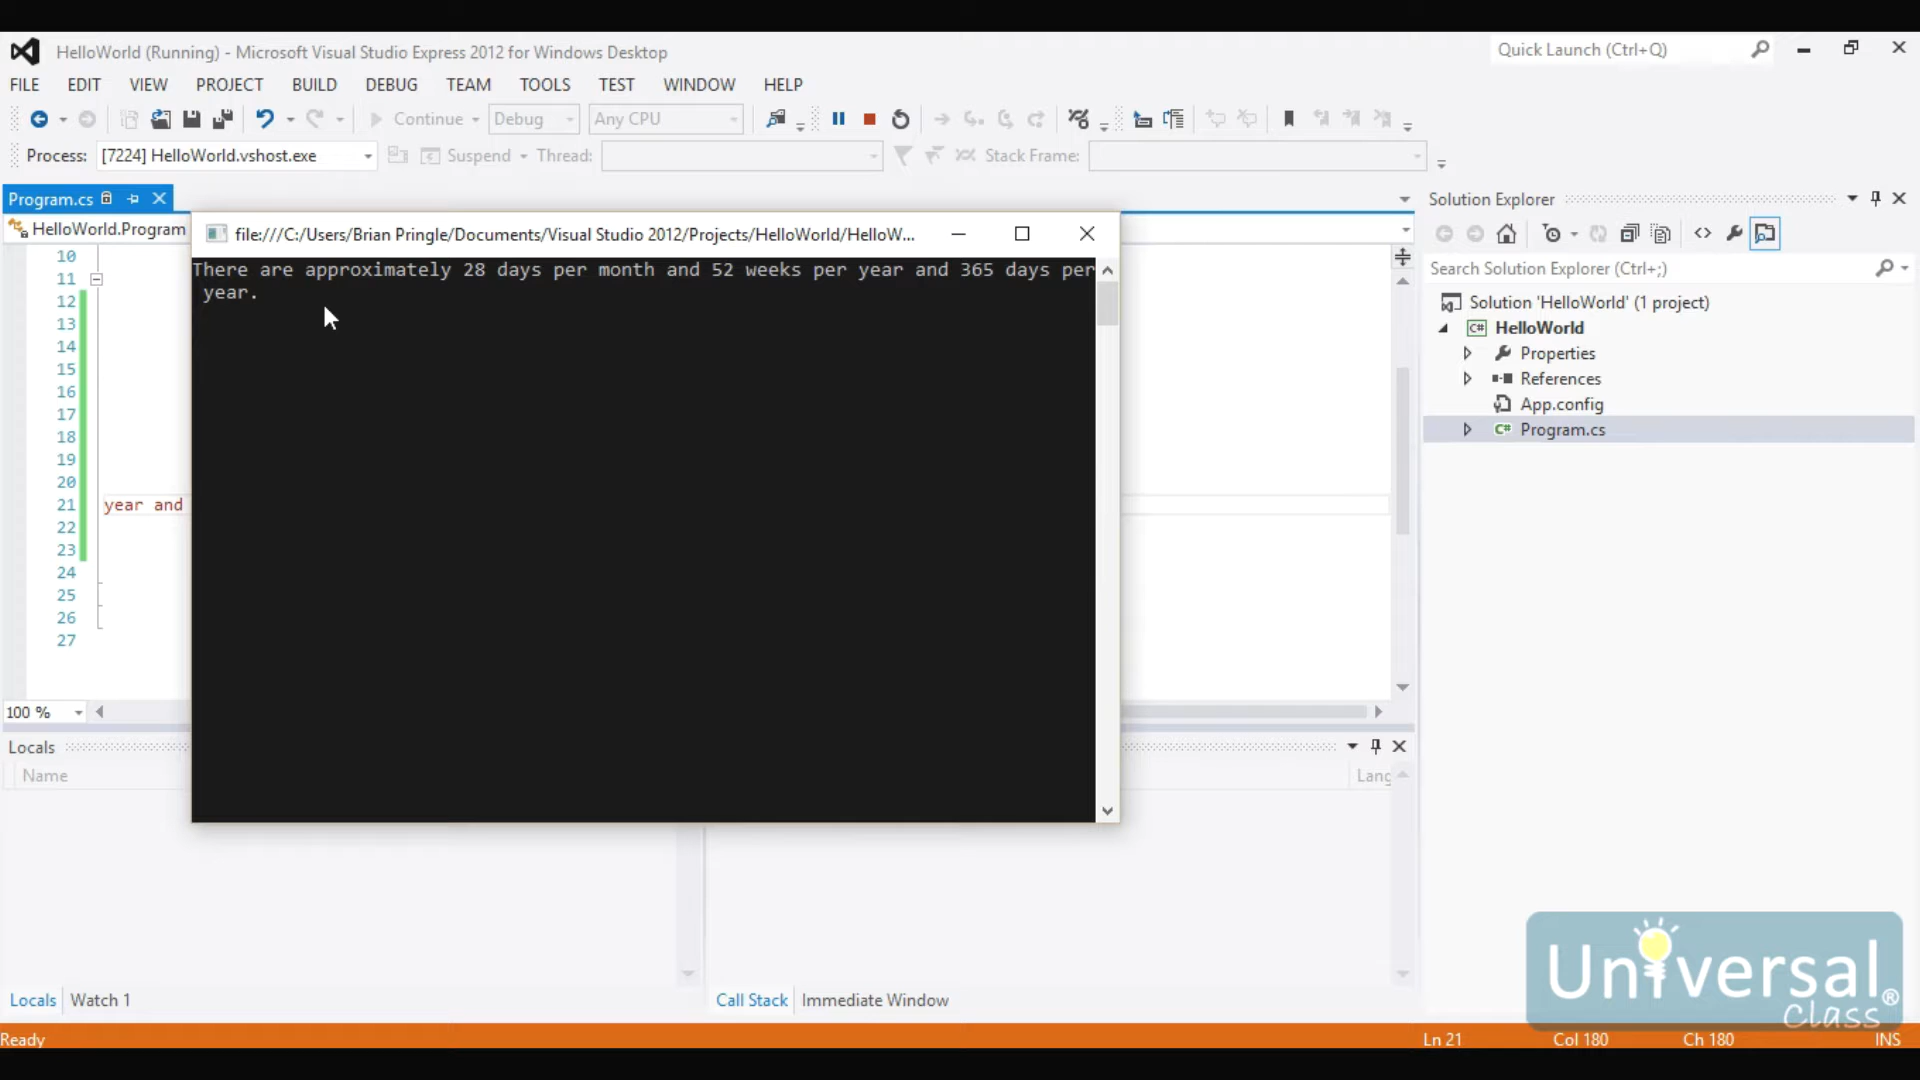 HelloWorld (Running) - Microsoft Visual Studio Express 2012 for Windows Desktop
Quick Launch (Ctrl+Q)
FILE EDIT VIEW PROJECT BUILD DEBUG TEAM TOOLS TEST WINDOW HELP
Continue Debug Any CPU
Process: [7224] HelloWorld.vshost.exe Suspend Thread: Stack Frame:
Program.cs
Solution Explorer
HelloWorld.Program
file:///C:/Users/Brian Pringle/Documents/Visual Studio 2012/Projects/HelloWorld/HelloW...
There are approximately 28 days per month and 52 weeks per year and 365 days per
year.
Search Solution Explorer (Ctrl+;)
Solution 'HelloWorld' (1 project)
C# HelloWorld
Properties
References
App.config
C# Program.cs
10
11
12
13
14
15
16
17
18
19
20
21 year and
22
23
24
25
26
27
100 %
Locals
Name
Lang
Locals Watch 1
Call Stack Immediate Window
Universal
Class®
Ready Ln 21 Col 180 Ch 180 INS